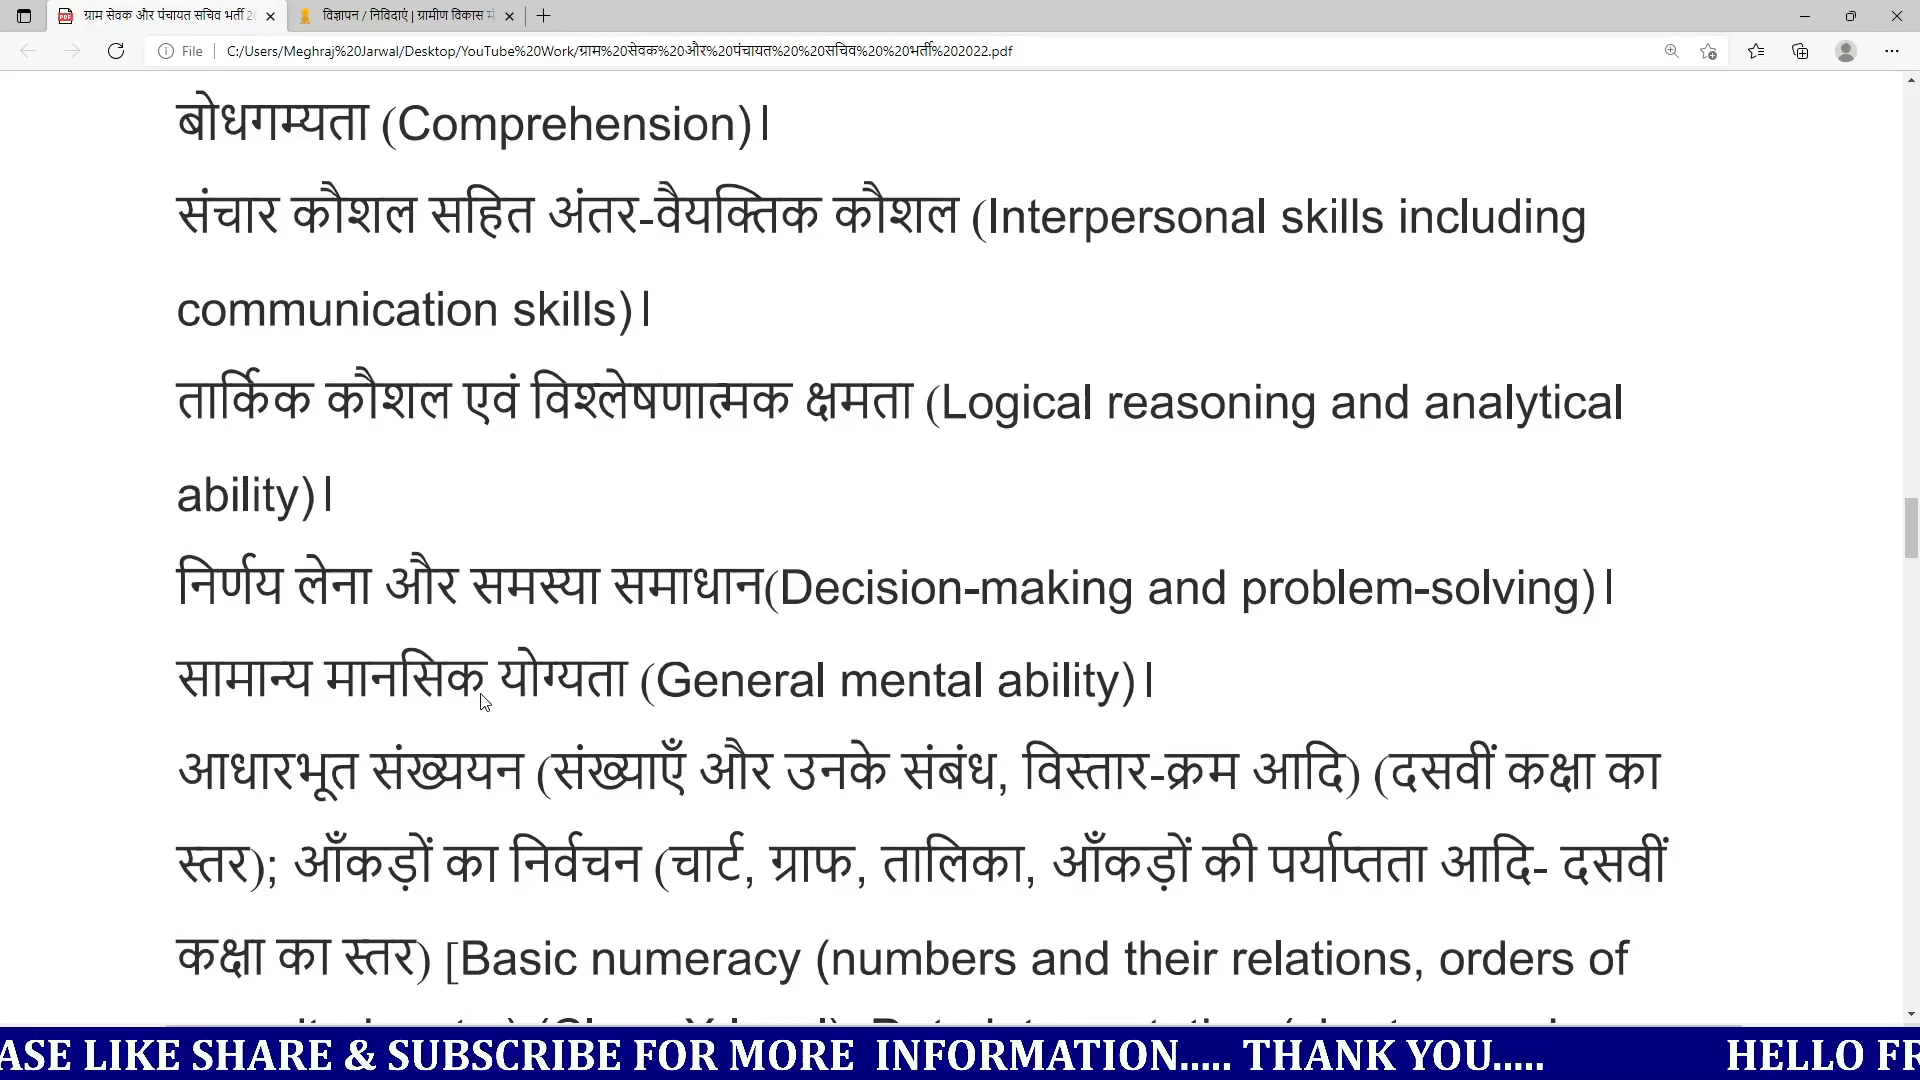 ग्राम सेवक और पंचायत सचिव भर्ती
विज्ञापन / निविदाएं | ग्रामीण विकास
File
C:/Users/Meghraj%20Jarwal/Desktop/YouTube%20Work/ग्राम%20सेवक%20और%20पंचायत%20%20सचिव%20%20भर्ती%202022.pdf
बोधगम्यता (Comprehension)|
संचार कौशल सहित अंतर-वैयक्तिक कौशल (Interpersonal skills including
communication skills)|
तार्किक कौशल एवं विश्लेषणात्मक क्षमता (Logical reasoning and analytical
ability)|
निर्णय लेना और समस्या समाधान(Decision-making and problem-solving)|
सामान्य मानसिक योग्यता (General mental ability)|
आधारभूत संख्ययन (संख्याएँ और उनके संबंध, विस्तार-क्रम आदि) (दसवीं कक्षा का
स्तर); आँकड़ों का निर्वचन (चार्ट, ग्राफ, तालिका, आँकड़ों की पर्याप्तता आदि- दसवीं
कक्षा का स्तर) [Basic numeracy (numbers and their relations, orders of
ASE LIKE SHARE & SUBSCRIBE FOR MORE INFORMATION..... THANK YOU..... HELLO FR